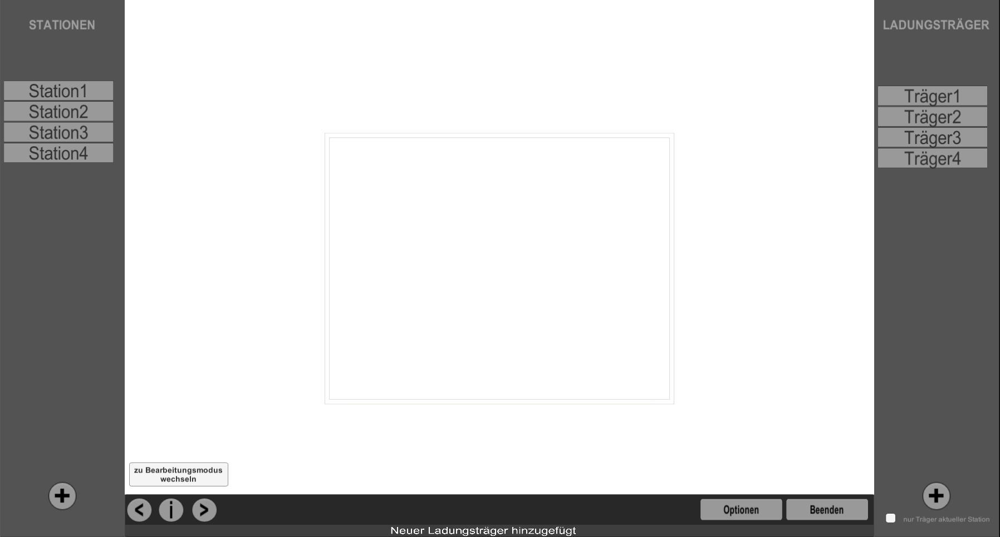 STATIONEN
Station1
Station2
Station3
Station4
LADUNGSTRÄGER
Träger1
Träger2
Träger3
Träger4
zu Bearbeitungsmodus
wechseln
< i >
Optionen
Beenden
nur Träger aktueller Station
Neuer Ladungsträger hinzugefügt